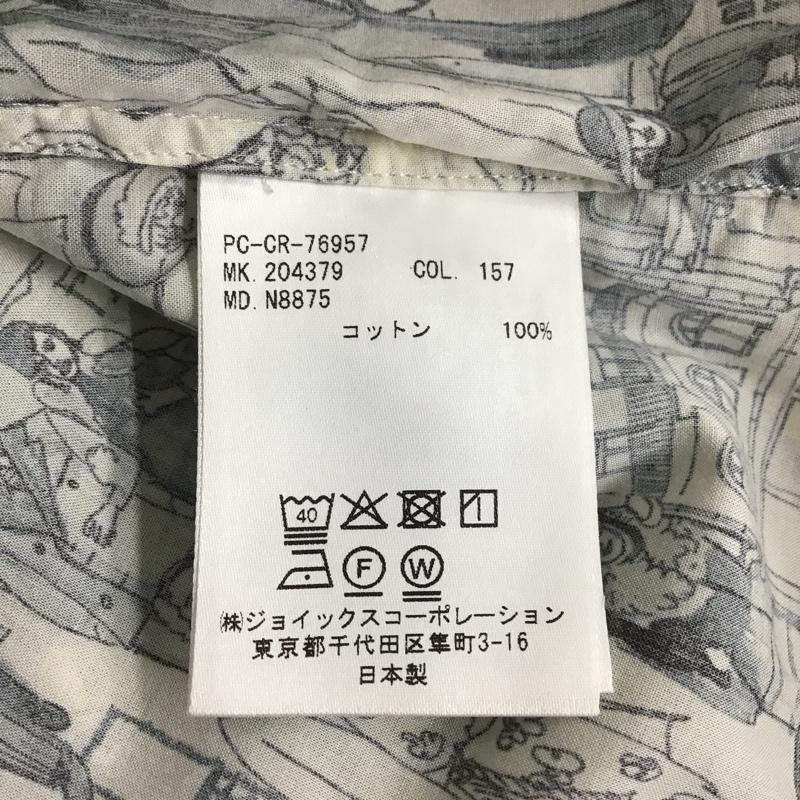 PC-CR-76957
MK. 204379 COL. 157
MD. N8875
コットン 100%
40
F W
㈱ジョイックスコーポレーション
東京都千代田区隼町3-16
日本製